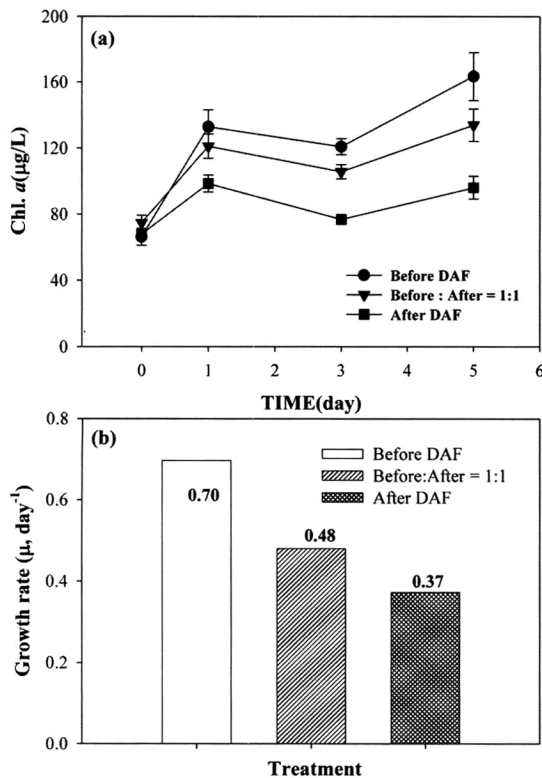 200
(a)
160
120
80
40
0
Chl. a(µg/L)
Before DAF
Before : After = 1:1
After DAF
0 1 2 3 4 5 6
TIME(day)
0.8
(b)
0.6
0.4
0.2
0.0
Growth rate (µ, day-1)
Before DAF
Before:After = 1:1
After DAF
0.70
0.48
0.37
Treatment